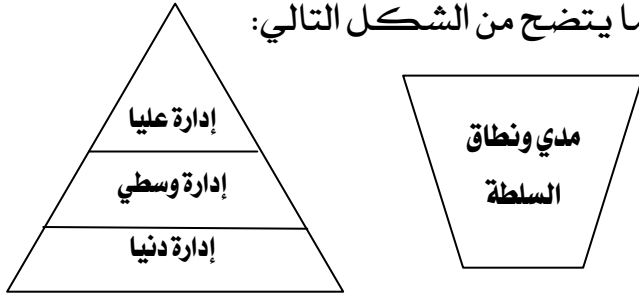 ما يتضح من الشكل التالي:
إدارة عليا
إدارة وسطي
إدارة دنيا
مدي ونطاق
السلطة